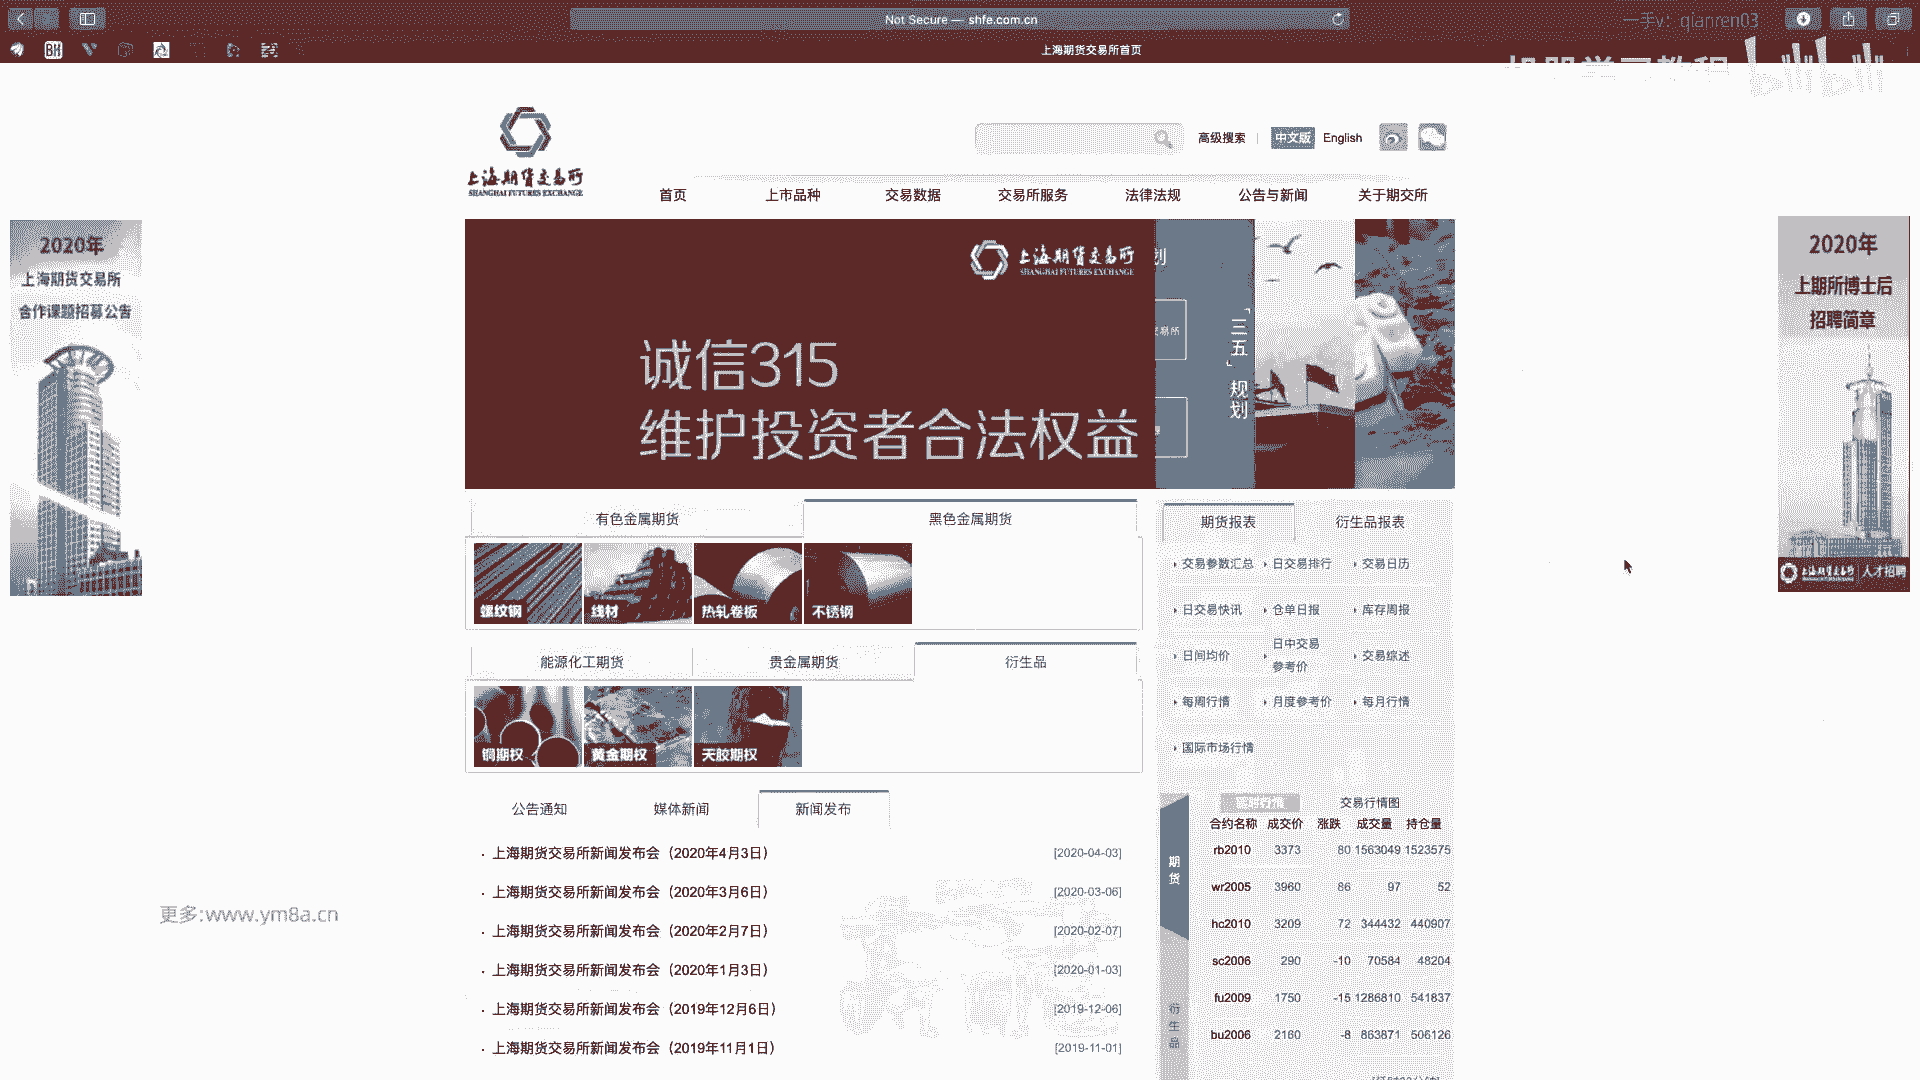 Not Secure — shfe.com.cn
一手v：qianren03
上海期货交易所首页
机器学习教程
bilibili
上海期货交易所
SHANGHAI FUTURES EXCHANGE
高级搜索
中文版 English
首页 上市品种 交易数据 交易所服务 法律法规 公告与新闻 关于期交所
2020年
上海期货交易所
合作课题招募公告
上海期货交易所
SHANGHAI FUTURES EXCHANGE
诚信315
维护投资者合法权益
划
交易所
三五
规划
2020年
上期所博士后
招聘简章
上海期货交易所 人才招聘
有色金属期货 黑色金属期货
螺纹钢 线材 热轧卷板 不锈钢
能源化工期货 贵金属期货 衍生品
铜期权 黄金期权 天胶期权
期货报表 衍生品报表
交易参数汇总 日交易排行 交易日历
日交易快讯 仓单日报 库存周报
日间均价 日中交易参考价 交易综述
每周行情 月度参考价 每月行情
国际市场行情
公告通知 媒体新闻 新闻发布
上海期货交易所新闻发布会（2020年4月3日） [2020-04-03]
上海期货交易所新闻发布会（2020年3月6日） [2020-03-06]
上海期货交易所新闻发布会（2020年2月7日） [2020-02-07]
上海期货交易所新闻发布会（2020年1月3日） [2020-01-03]
上海期货交易所新闻发布会（2019年12月6日） [2019-12-06]
上海期货交易所新闻发布会（2019年11月1日） [2019-11-01]
期货
衍生品
交易行情图
合约名称 成交价 涨跌 成交量 持仓量
rb2010 3373 80 1563049 1523575
wr2005 3960 86 97 52
hc2010 3209 72 344432 440907
sc2006 290 -10 70584 48204
fu2009 1750 -15 1286810 541837
bu2006 2160 -8 863871 506126
更多:www.ym8a.cn